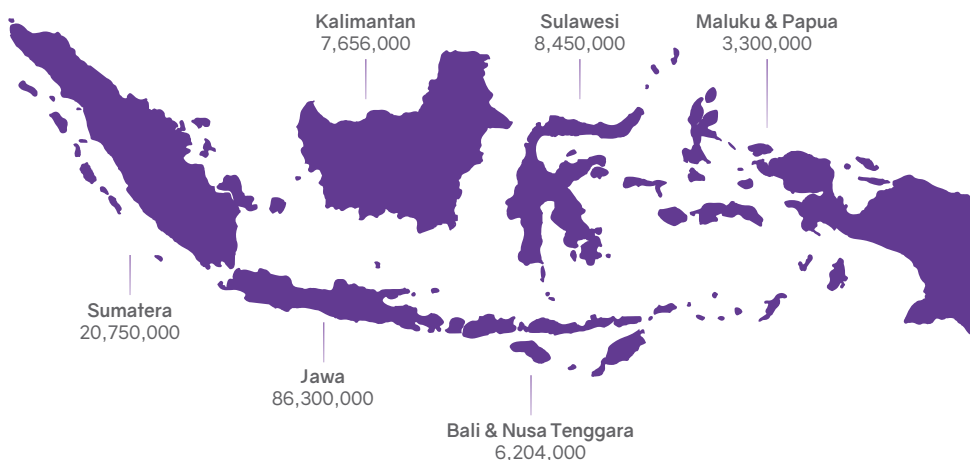 Kalimantan
7,656,000
Sulawesi
8,450,000
Maluku & Papua
3,300,000
Sumatera
20,750,000
Jawa
86,300,000
Bali & Nusa Tenggara
6,204,000